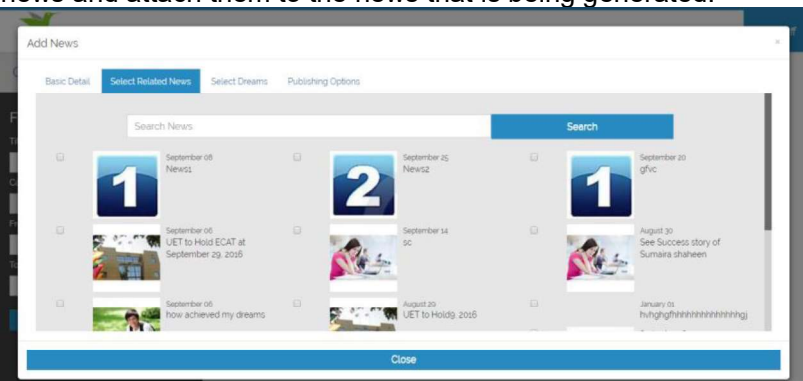 news and attach them to the news that is being generated.
Add News
×
Basic Detail Select Related News Select Dreams Publishing Options
Search News Search
September 08
News1
September 25
News2
September 20
gfvc
September 06
UET to Hold ECAT at
September 29, 2016
September 14
sc
August 30
See Success story of
Sumaira shaheen
September 06
how achieved my dreams
August 29
UET to Hold9, 2016
January 01
Close